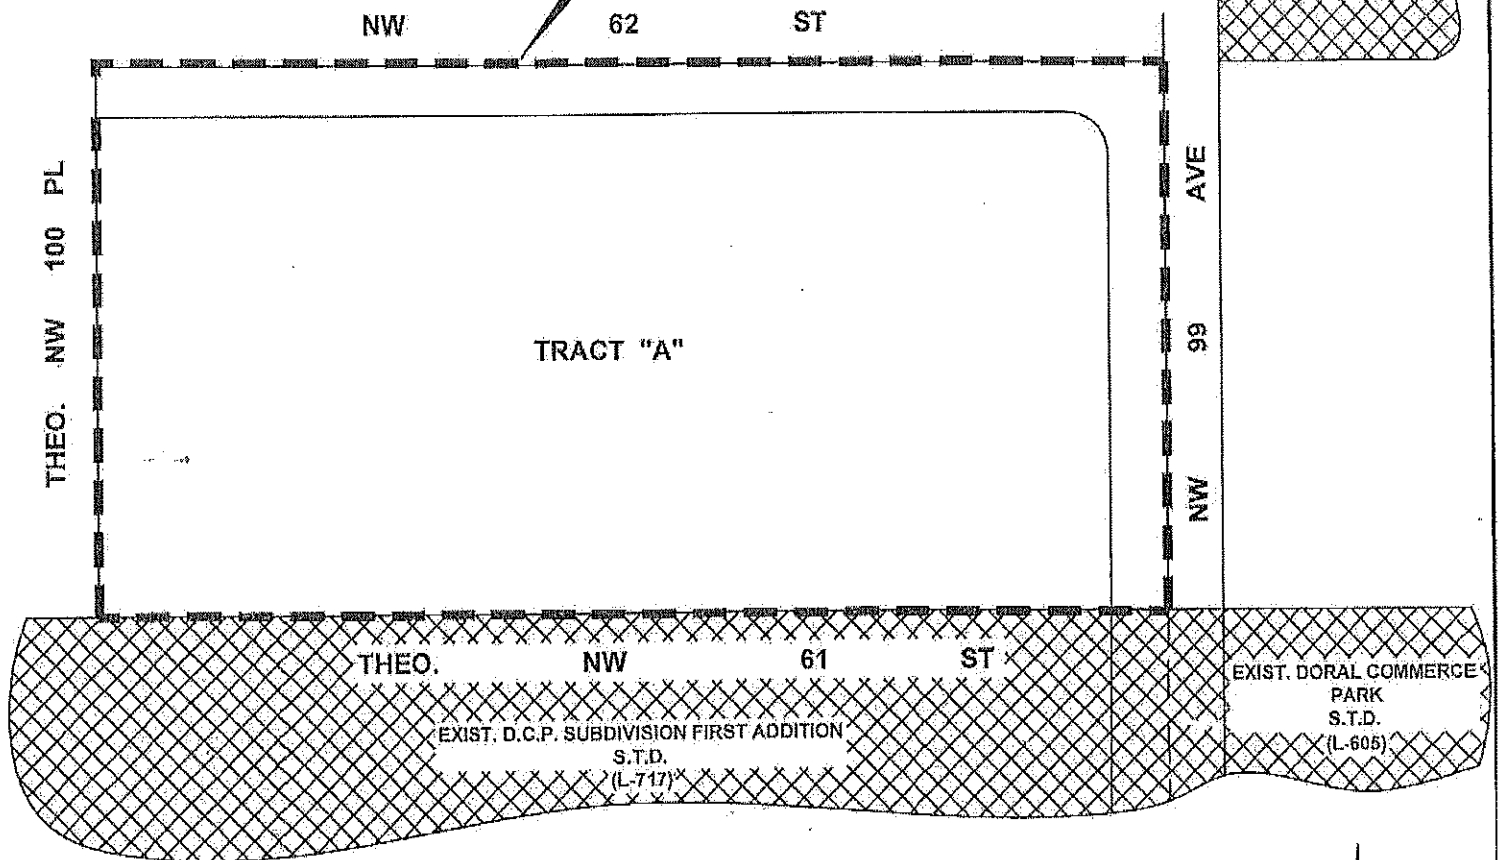 NW 62 ST
THEO. NW 100 PL
NW 99 AVE
TRACT "A"
THEO. NW 61 ST
EXIST. D.C.P. SUBDIVISION FIRST ADDITION
S.T.D.
(L-717)
EXIST. DORAL COMMERCE
PARK
S.T.D.
(L-605)